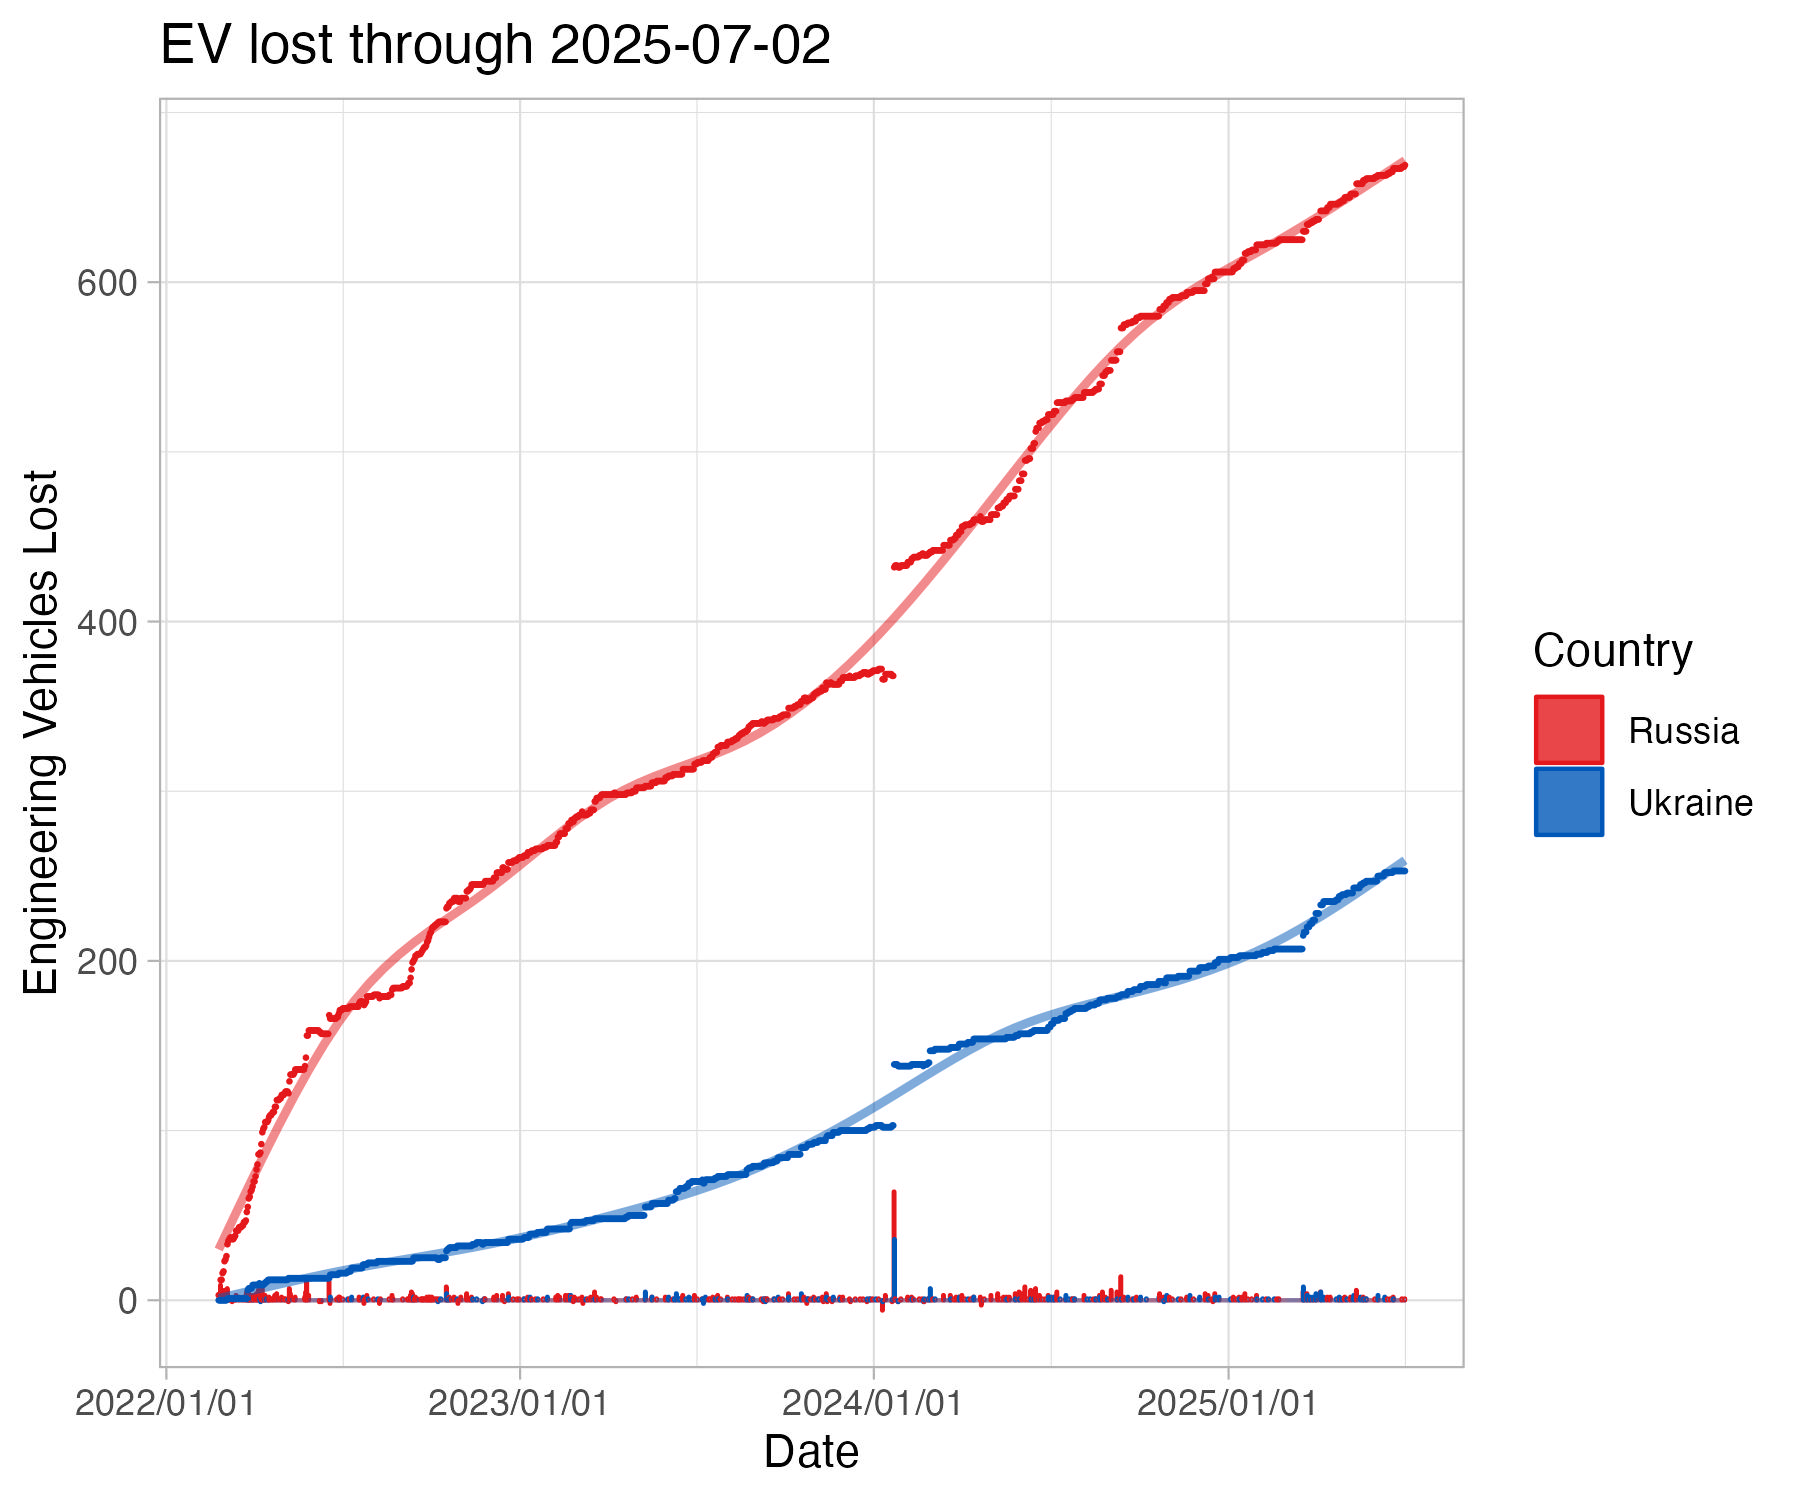 EV lost through 2025-07-02
Engineering Vehicles Lost
600
400
200
0
2022/01/01
2023/01/01
2024/01/01
2025/01/01
Date
Country
Russia
Ukraine